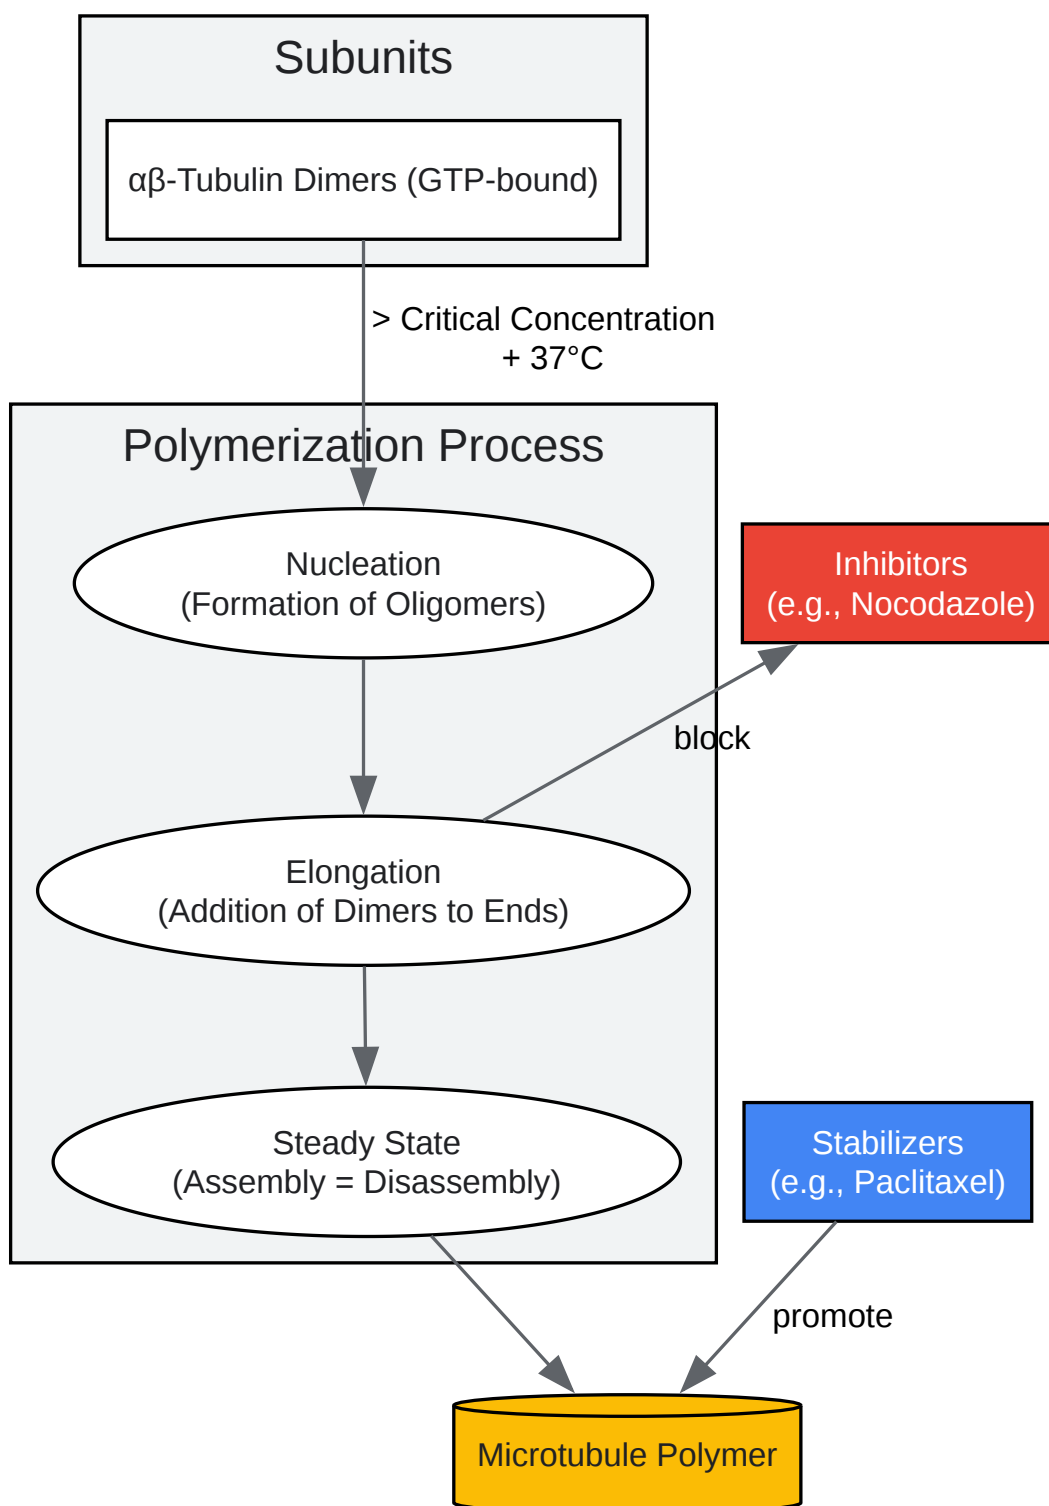 Subunits
αβ-Tubulin Dimers (GTP-bound)
> Critical Concentration
+ 37°C
Polymerization Process
Nucleation
(Formation of Oligomers)
Inhibitors
(e.g., Nocodazole)
block
Elongation
(Addition of Dimers to Ends)
Steady State
(Assembly = Disassembly)
Stabilizers
(e.g., Paclitaxel)
promote
Microtubule Polymer